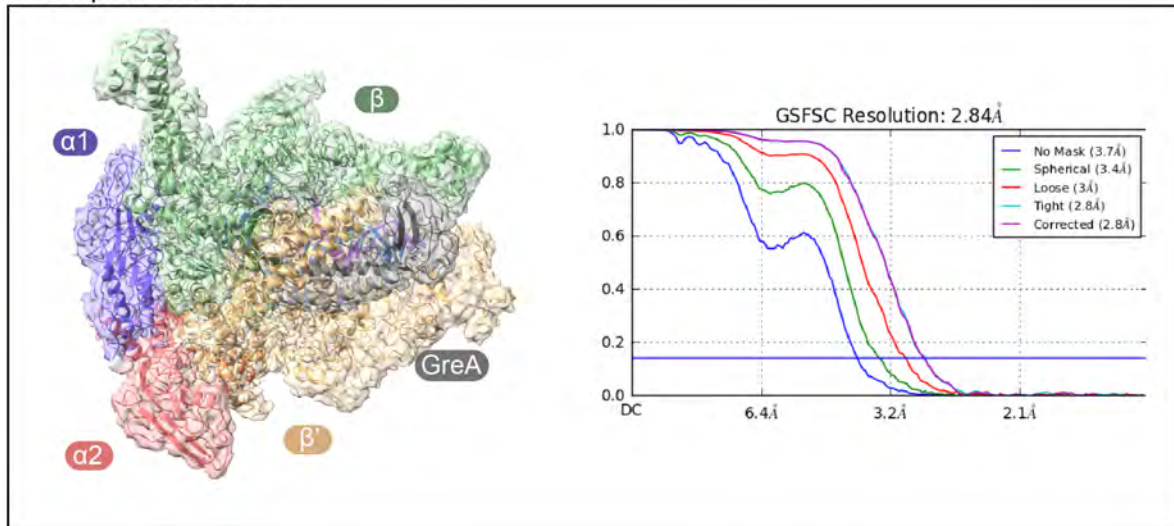 β
α1
GreA
β'
α2
GSFSC Resolution: 2.84Å
1.0
0.8
0.6
0.4
0.2
0.0
No Mask (3.7Å)
Spherical (3.4Å)
Loose (3Å)
Tight (2.8Å)
Corrected (2.8Å)
DC
6.4Å
3.2Å
2.1Å